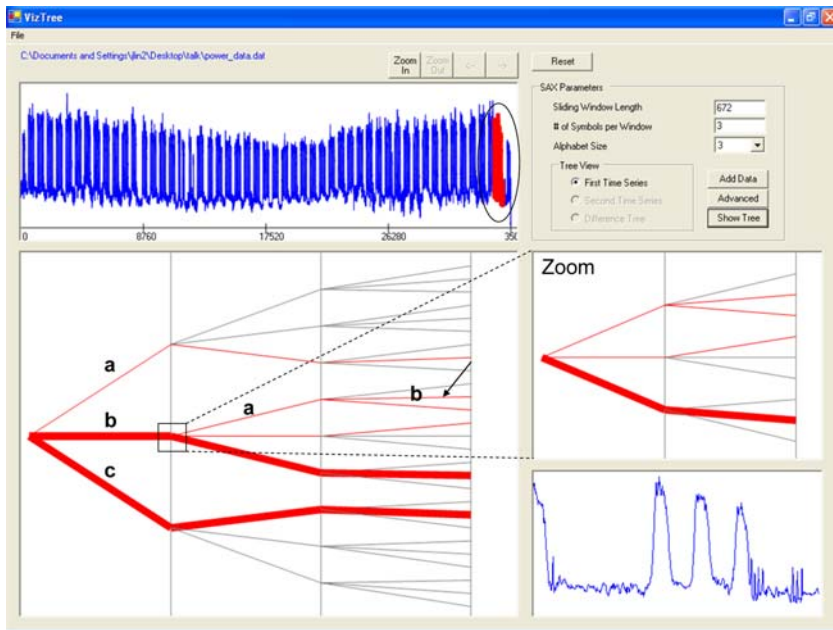 VizTree
File
C:\Documents and Settings\jlin2\Desktop\talk\power_data.dat
Zoom In
Zoom Out
<-
->
Reset
SAX Parameters
Sliding Window Length 672
# of Symbols per Window 3
Alphabet Size 3
Tree View
First Time Series
Second Time Series
Difference Tree
Add Data
Advanced
Show Tree
0 8760 17520 26280 350
Zoom
a
b
c
a
b